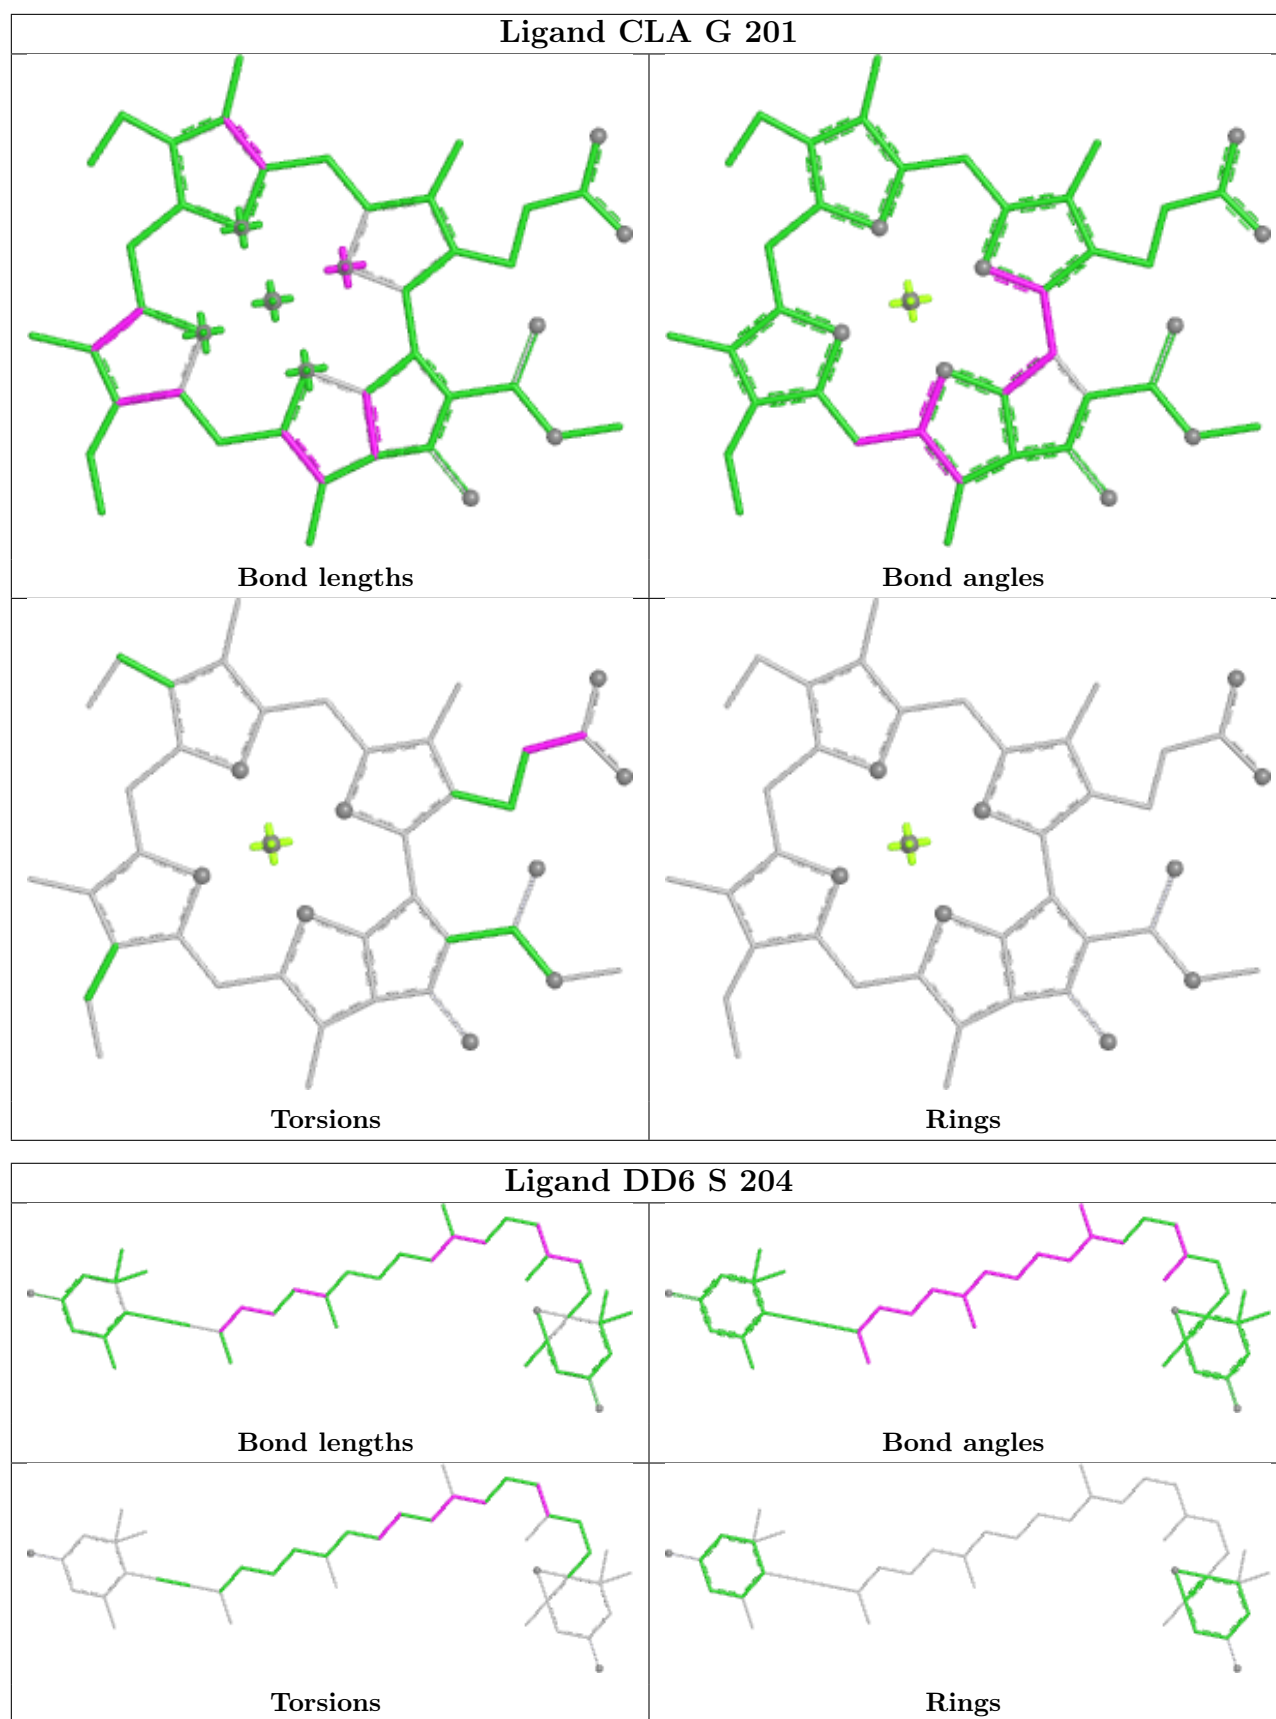 Ligand CLA G 201
Bond lengths
Bond angles
Torsions
Rings
Ligand DD6 S 204
Bond lengths
Bond angles
Torsions
Rings